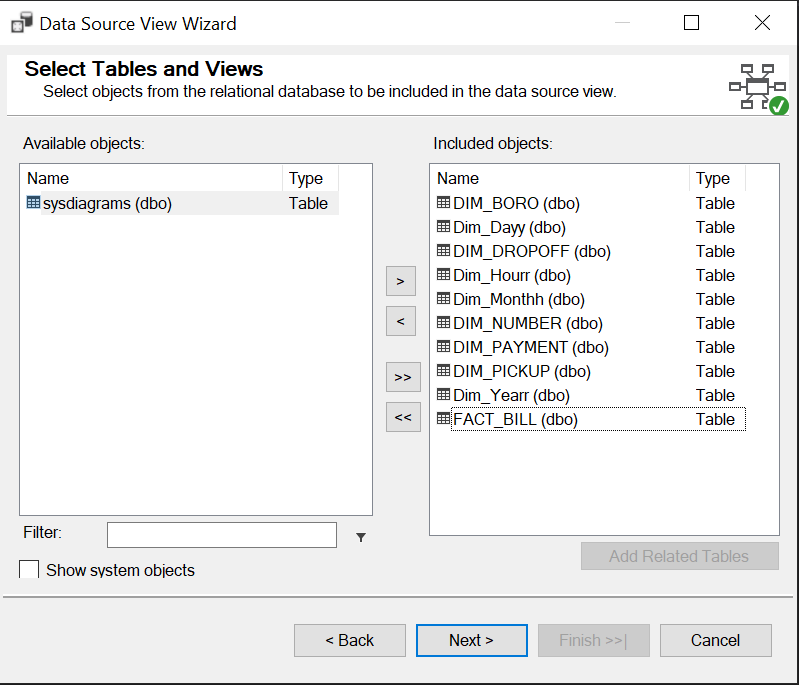 Data Source View Wizard
Select Tables and Views
Select objects from the relational database to be included in the data source view.
Available objects:
Name Type
sysdiagrams (dbo) Table
Filter:
Show system objects
>
<
>>
<<
Included objects:
Name Type
DIM_BORO (dbo) Table
Dim_Dayy (dbo) Table
DIM_DROPOFF (dbo) Table
Dim_Hourr (dbo) Table
Dim_Monthh (dbo) Table
DIM_NUMBER (dbo) Table
DIM_PAYMENT (dbo) Table
DIM_PICKUP (dbo) Table
Dim_Yearr (dbo) Table
FACT_BILL (dbo) Table
Add Related Tables
< Back Next > Finish >>| Cancel